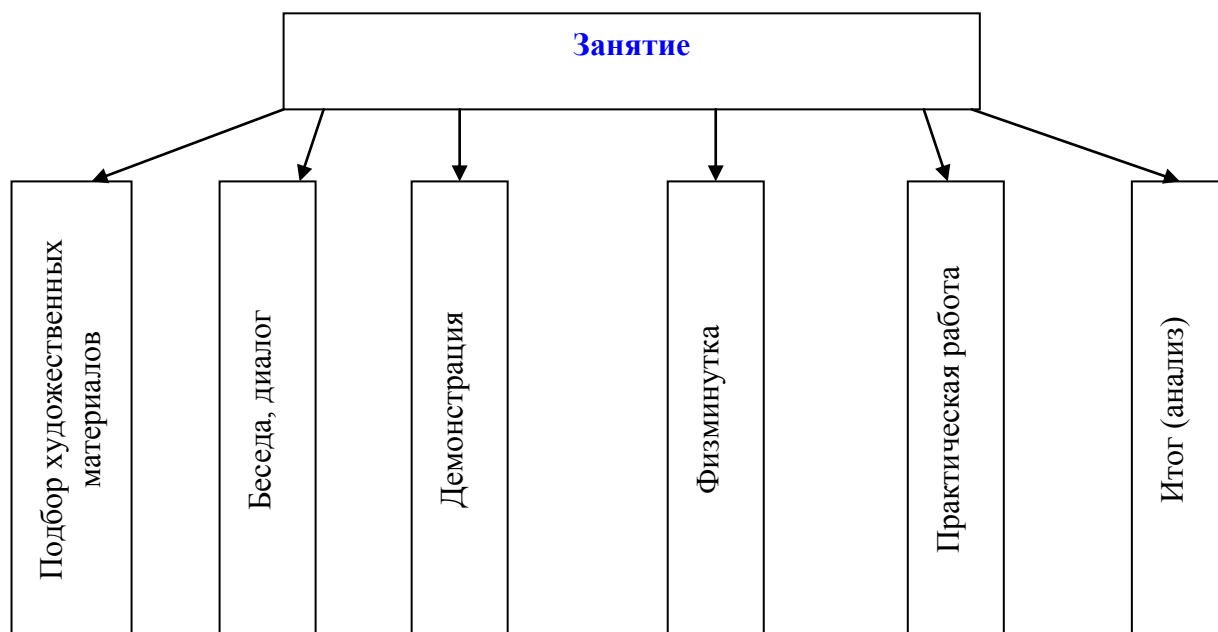 Занятие
Подбор художественных
материалов
Беседа, диалог
Демонстрация
Физминутка
Практическая работа
Итог (анализ)